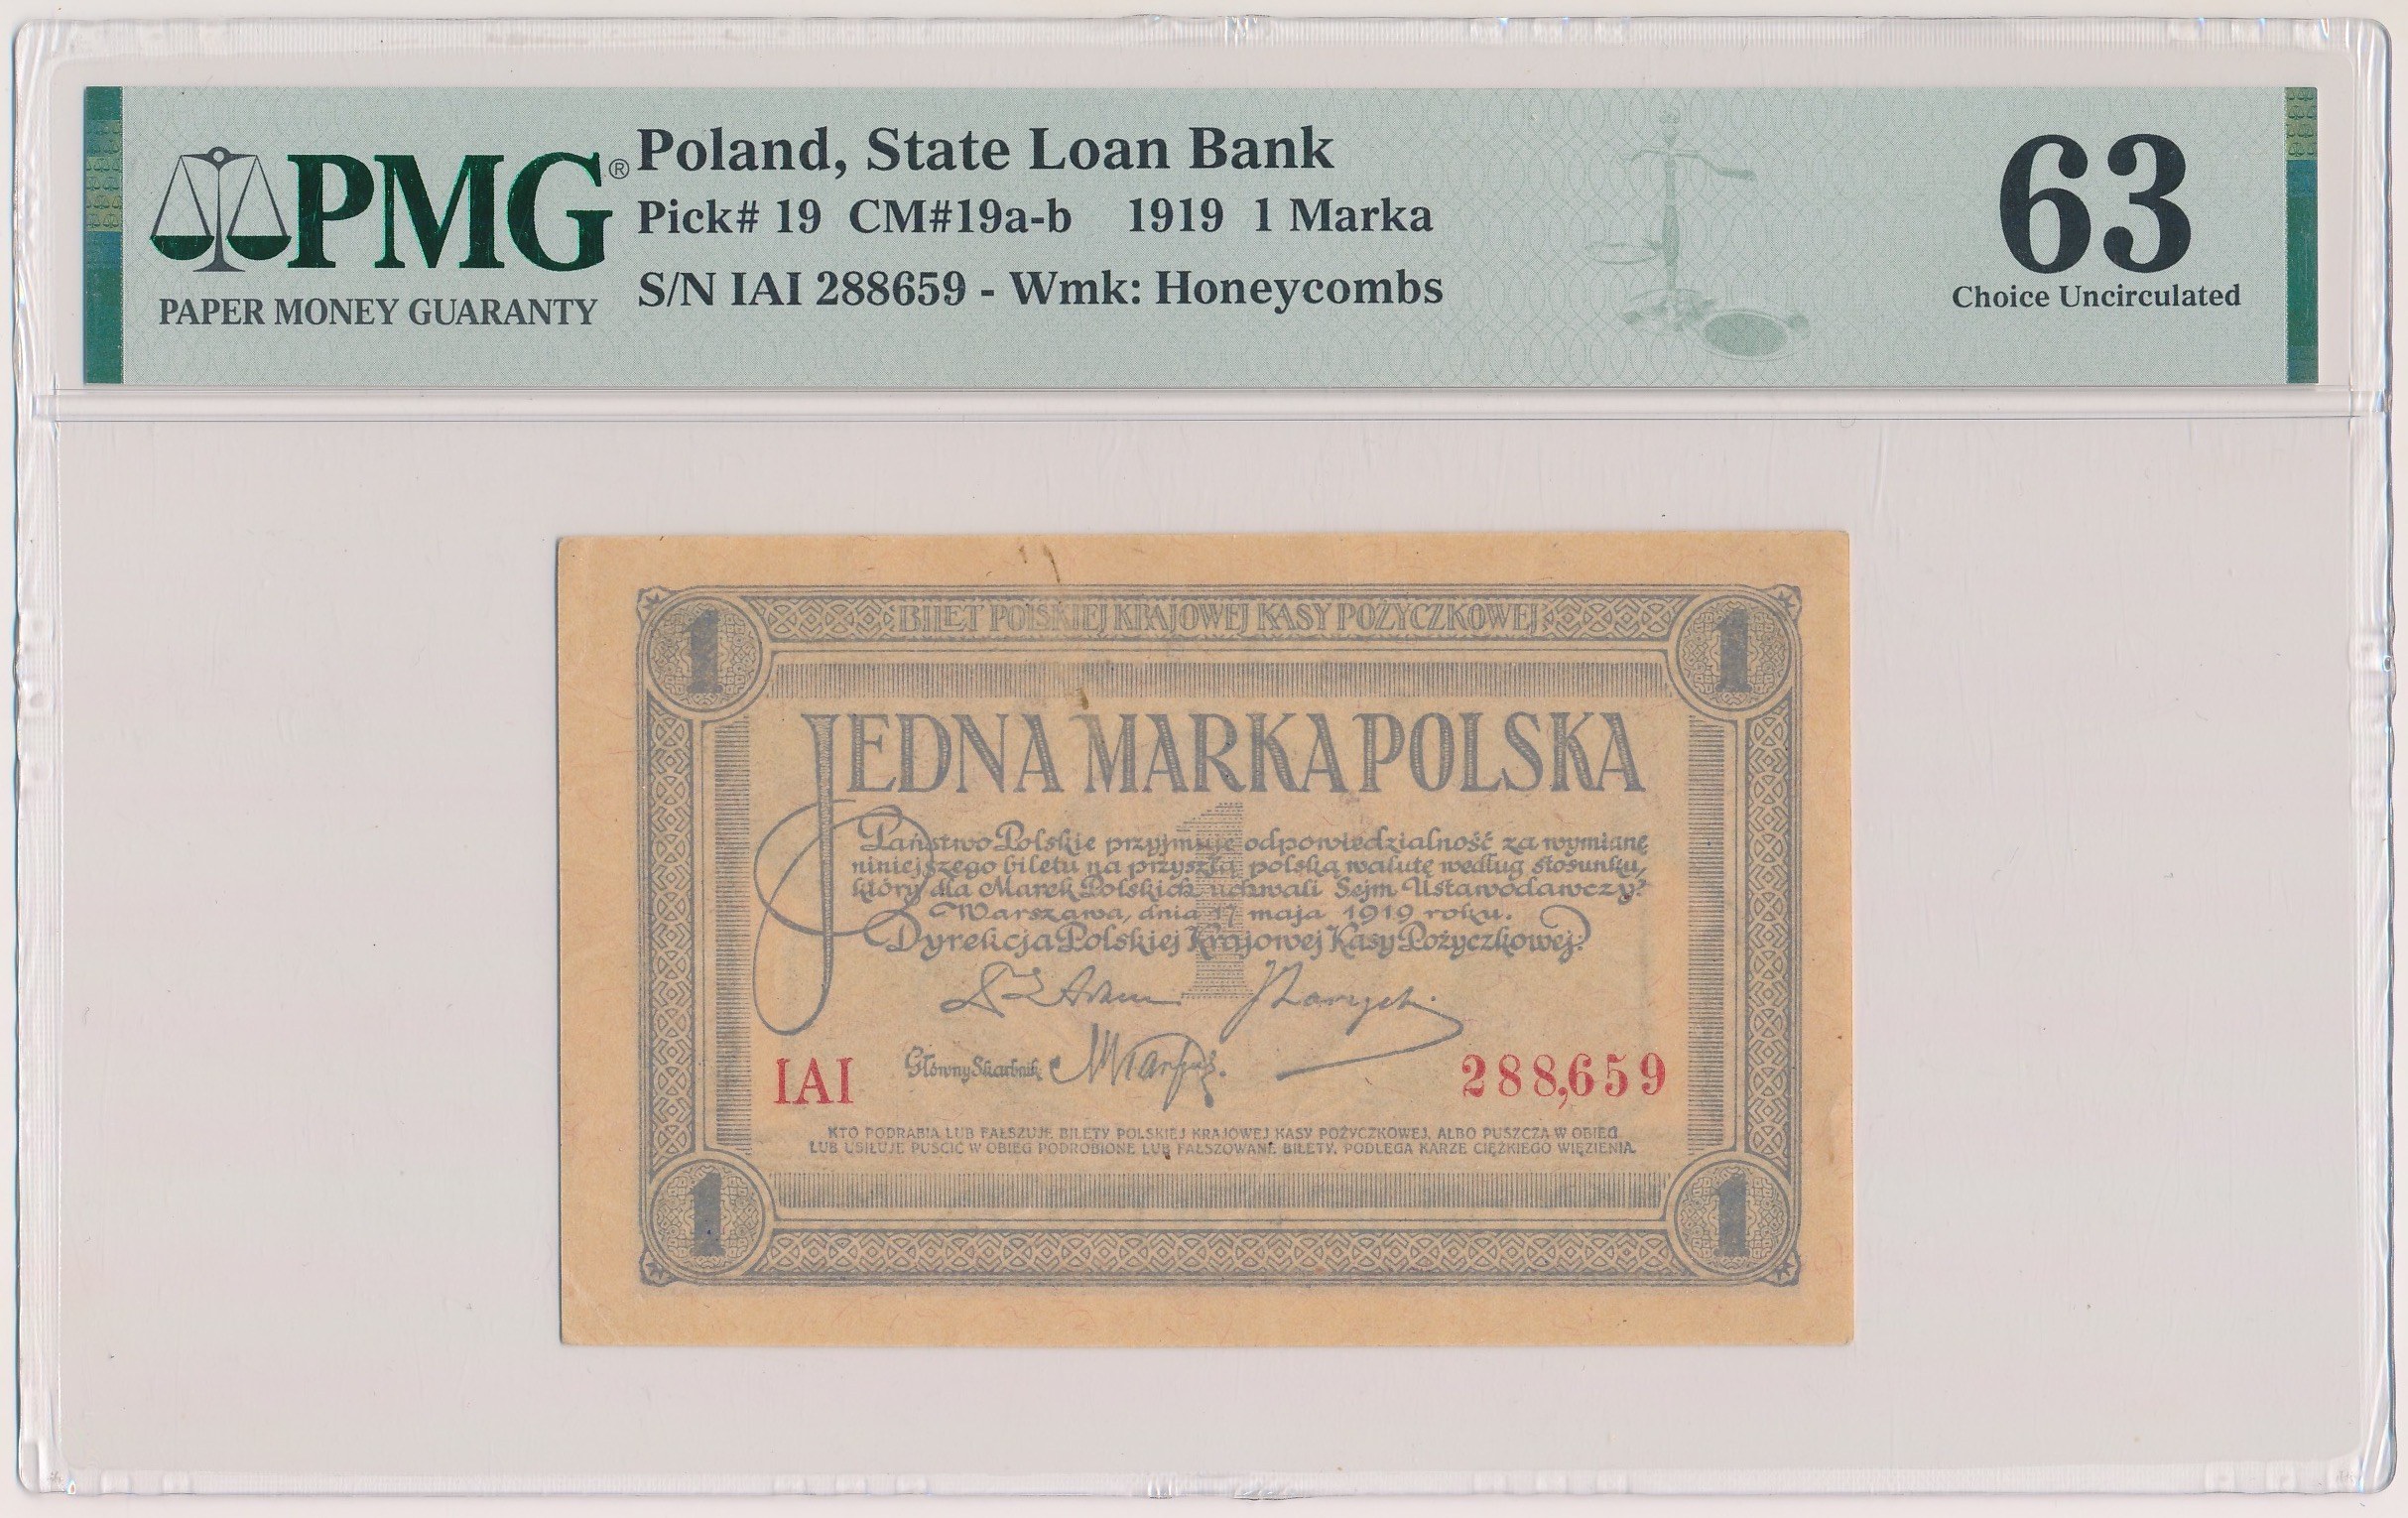 PMG®
PAPER MONEY GUARANTY
Poland, State Loan Bank
Pick# 19 CM#19a-b 1919 1 Marka
S/N IAI 288659 - Wmk: Honeycombs
63
Choice Uncirculated
1 BILET POLSKIEJ KRAJOWEJ KASY POŻYCZKOWEJ 1
JEDNA MARKA POLSKA
1
Państwo Polskie przyjmuje odpowiedzialność za wymianę
niniejszego biletu na przyszłą polską walutę według stosunku,
który dla Marek Polskich uchwali Sejm Ustawodawczy.
Warszawa, dnia 17 maja 1919 roku.
Dyrekcja Polskiej Krajowej Kasy Pożyczkowej.
IAI Główny Skarbnik: 288,659
KTO PODRABIA LUB FAŁSZUJE BILETY POLSKIEJ KRAJOWEJ KASY POŻYCZKOWEJ, ALBO PUSZCZA W OBIEG
LUB USIŁUJE PUŚCIĆ W OBIEG PODROBIONE LUB FAŁSZOWANE BILETY, PODLEGA KARZE CIĘŻKIEGO WIĘZIENIA.
1 1